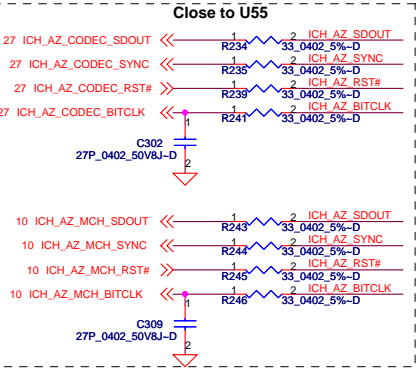 Close to U55
27 ICH_AZ_CODEC_SDOUT 1 R234 2 33_0402_5%~D ICH_AZ_SDOUT
27 ICH_AZ_CODEC_SYNC 1 R235 2 33_0402_5%~D ICH_AZ_SYNC
27 ICH_AZ_CODEC_RST# 1 R239 2 33_0402_5%~D ICH_AZ_RST#
27 ICH_AZ_CODEC_BITCLK 1 R241 2 33_0402_5%~D ICH_AZ_BITCLK
1
C302
27P_0402_50V8J~D
2
10 ICH_AZ_MCH_SDOUT 1 R243 2 33_0402_5%~D ICH_AZ_SDOUT
10 ICH_AZ_MCH_SYNC 1 R244 2 33_0402_5%~D ICH_AZ_SYNC
10 ICH_AZ_MCH_RST# 1 R245 2 33_0402_5%~D ICH_AZ_RST#
10 ICH_AZ_MCH_BITCLK 1 R246 2 33_0402_5%~D ICH_AZ_BITCLK
1
C309
27P_0402_50V8J~D
2